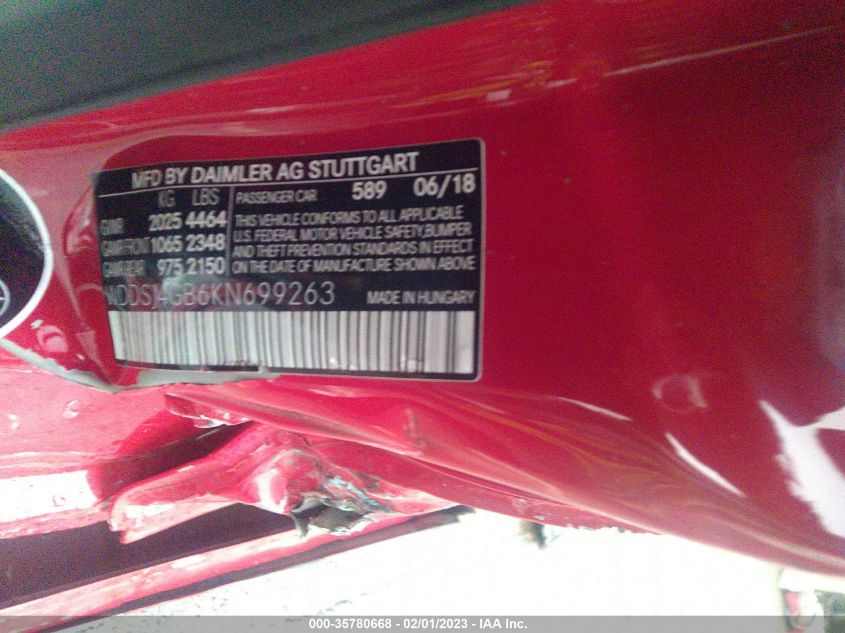 MFD BY DAIMLER AG STUTTGART
KG LBS PASSENGER CAR 589 06/18
GVWR 2025 4464 THIS VEHICLE CONFORMS TO ALL APPLICABLE
GAWR FRONT 1065 2348 U.S. FEDERAL MOTOR VEHICLE SAFETY,BUMPER
AND THEFT PREVENTION STANDARDS IN EFFECT
GAWR REAR 975 2150 ON THE DATE OF MANUFACTURE SHOWN ABOVE
WDDSJ4GB6KN699263 MADE IN HUNGARY
000-35780668 - 02/01/2023 - IAA Inc.